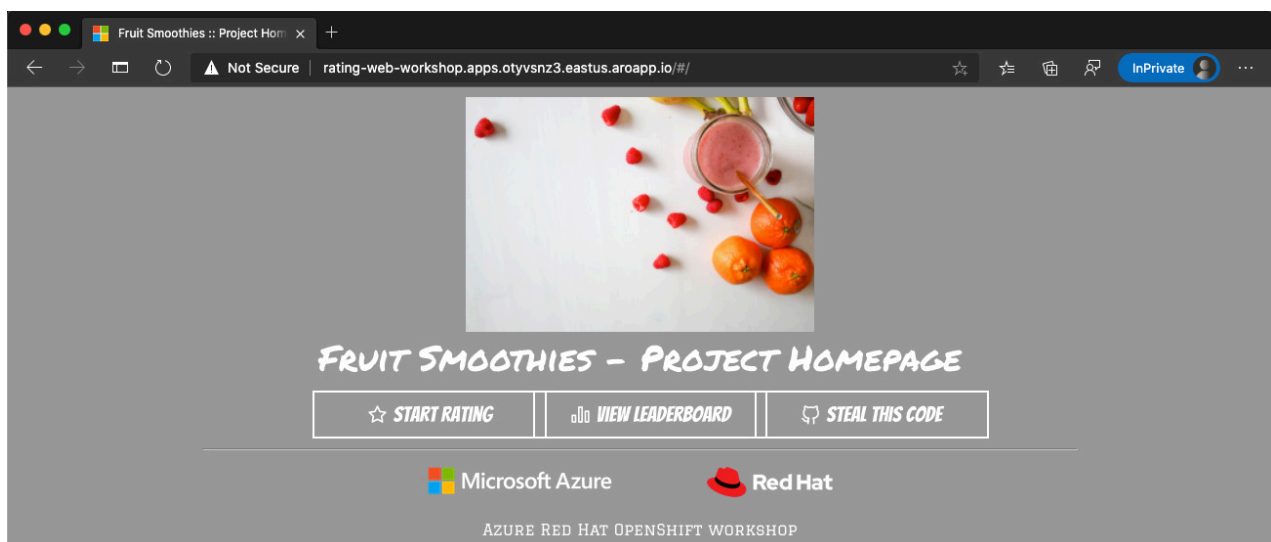 Fruit Smoothies :: Project Hom
Not Secure | rating-web-workshop.apps.otyvsnz3.eastus.aroapp.io/#/
InPrivate
FRUIT SMOOTHIES - PROJECT HOMEPAGE
START RATING VIEW LEADERBOARD STEAL THIS CODE
Microsoft Azure Red Hat
AZURE RED HAT OPENSHIFT WORKSHOP